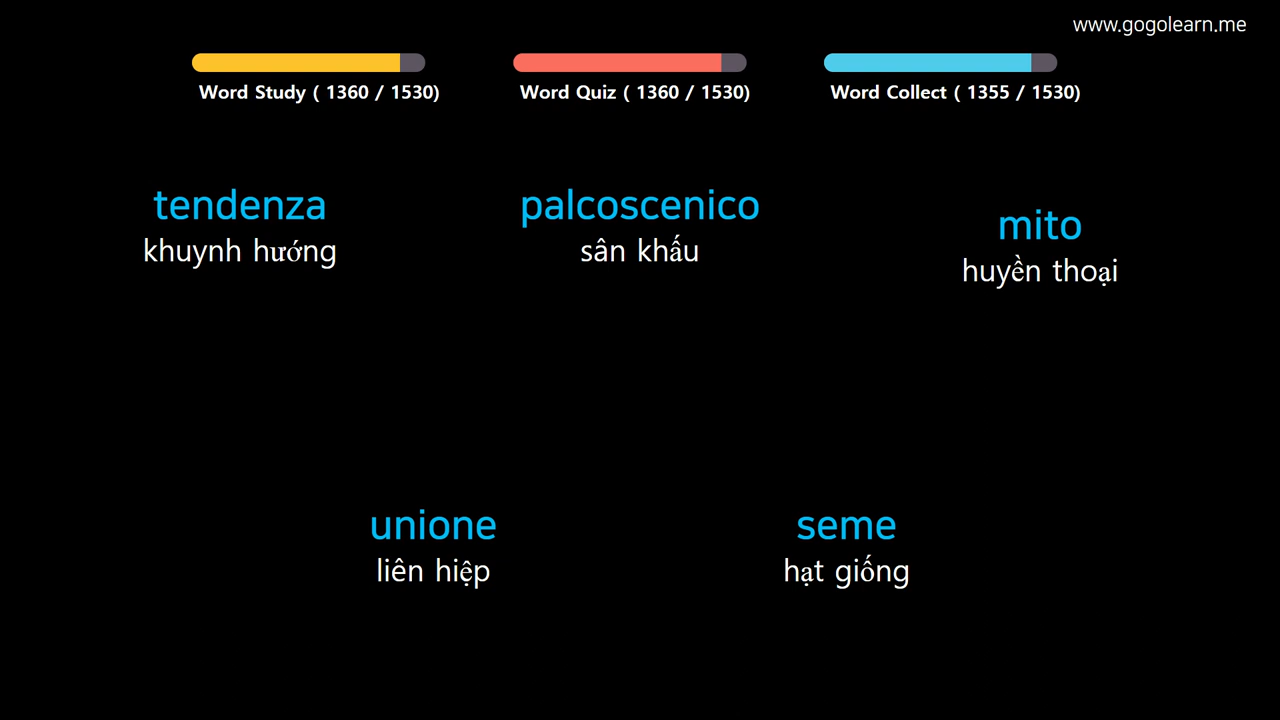 www.gogolearn.me
Word Study ( 1360 / 1530)
Word Quiz ( 1360 / 1530)
Word Collect ( 1355 / 1530)
tendenza
khuynh hướng
palcoscenico
sân khấu
mito
huyền thoại
unione
liên hiệp
seme
hạt giống